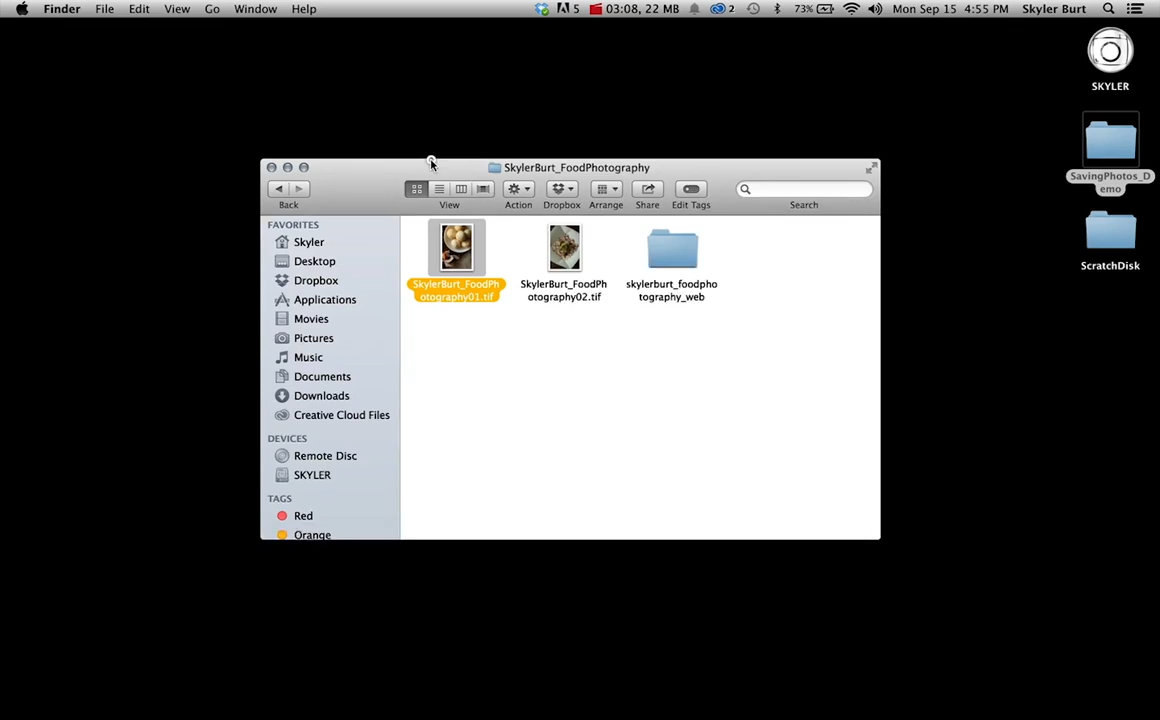 Finder File Edit View Go Window Help 5 03:08, 22 MB 2 73% Mon Sep 15 4:55 PM Skyler Burt
SKYLER
SavingPhotos_D
emo
ScratchDisk
SkylerBurt_FoodPhotography
Back View Action Dropbox Arrange Share Edit Tags Search
FAVORITES
Skyler
Desktop
Dropbox
Applications
Movies
Pictures
Music
Documents
Downloads
Creative Cloud Files
DEVICES
Remote Disc
SKYLER
TAGS
Red
Orange
SkylerBurt_FoodPh
otography01.tif
SkylerBurt_FoodPh
otography02.tif
skylerburt_foodpho
tography_web